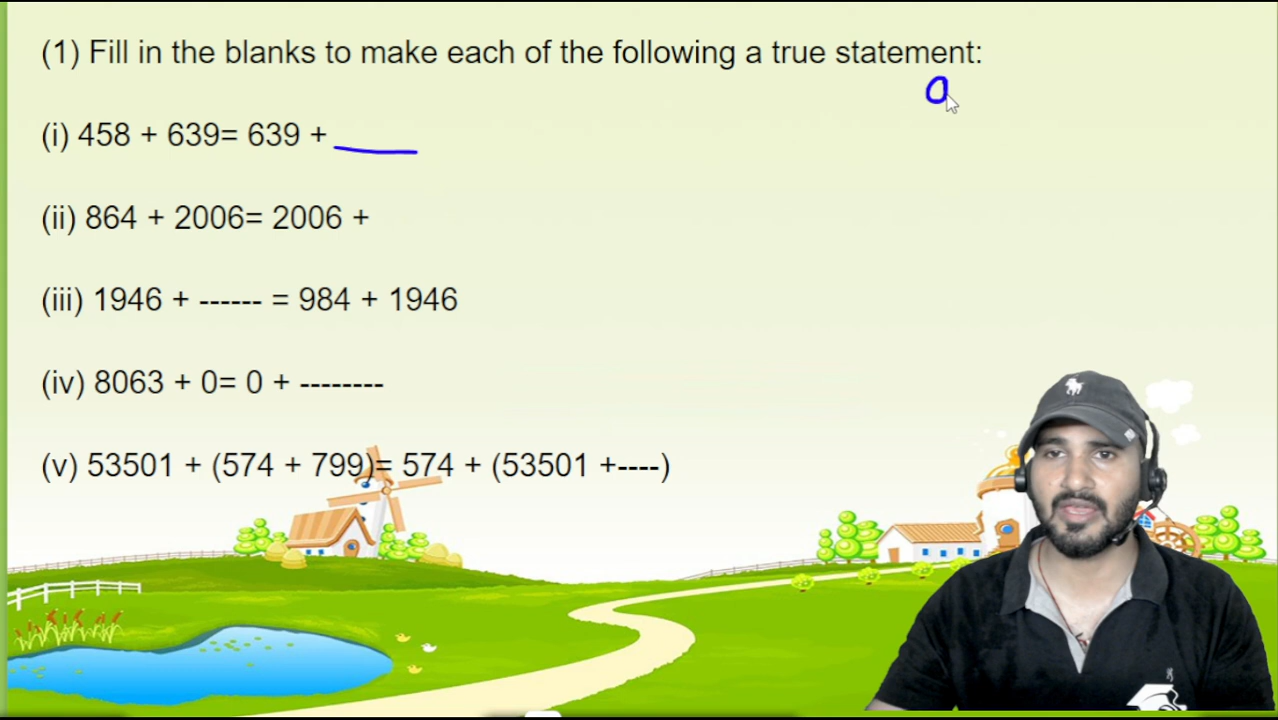 (1) Fill in the blanks to make each of the following a true statement:
a
(i) 458 + 639= 639 + ____
(ii) 864 + 2006= 2006 +
(iii) 1946 + ------ = 984 + 1946
(iv) 8063 + 0= 0 + --------
(v) 53501 + (574 + 799)= 574 + (53501 +----)